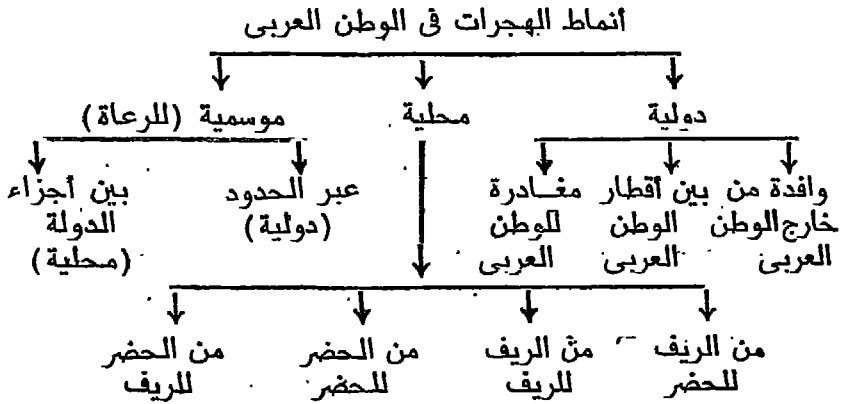 أنماط الهجرات فى الوطن العربى
دولية محلية موسمية (للرعاة)
وافدة من خارج الوطن العربى
بين أقطار الوطن العربى
مغادرة للوطن العربى
عبر الحدود (دولية)
بين أجزاء الدولة (محلية)
من الريف للحضر
من الريف للريف
من الحضر للحضر
من الحضر للريف